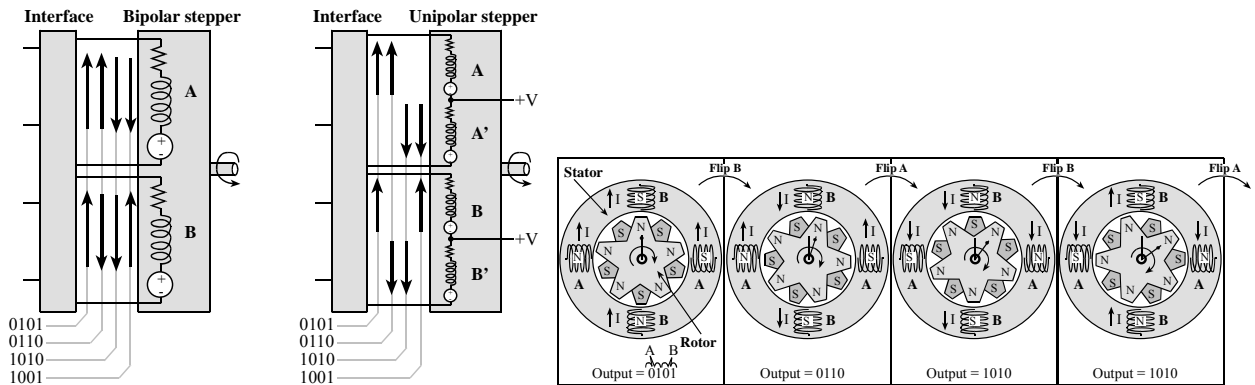 Interface Bipolar stepper
A
B
+
-
+
-
0101
0110
1010
1001
Interface Unipolar stepper
A
+V
A'
B
+V
B'
0101
0110
1010
1001
Flip B Flip A Flip B Flip A
Stator
S B
I
I I
N S
A A
N N N N N
S S S S S
I
N B
Rotor
A B
Output = 0101
N B
I
I I
N S
A A
N N N N N
S S S S S
I
S B
Output = 0110
N B
I
I I
S N
A A
N N N N N
S S S S S
I
S B
Output = 1010
S B
I
I I
S N
A A
N N N N N
S S S S S
I
N B
Output = 1010